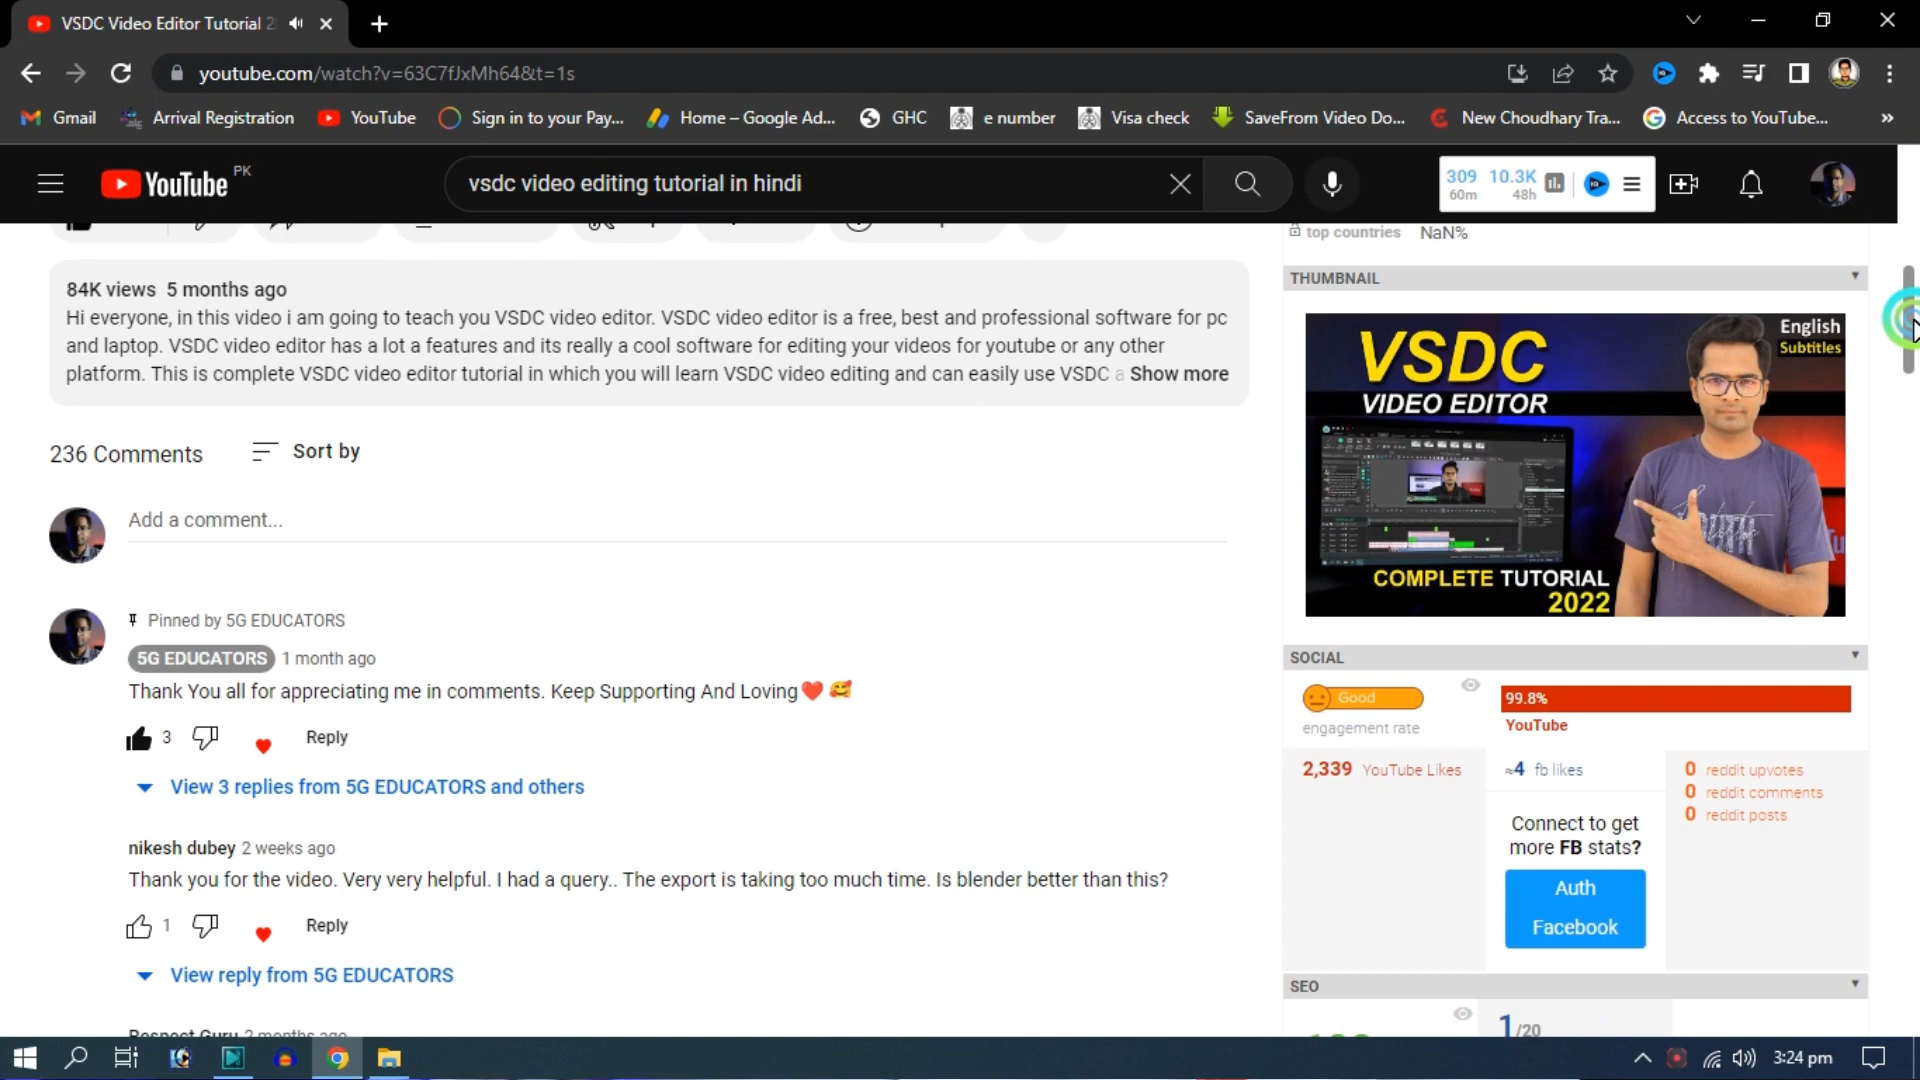 VSDC Video Editor Tutorial 2
youtube.com/watch?v=63C7fJxMh64&t=1s
Gmail
Arrival Registration
YouTube
Sign in to your Pay...
Home – Google Ad...
GHC
e number
Visa check
SaveFrom Video Do...
New Choudhary Tra...
Access to YouTube...
»
YouTube PK
vsdc video editing tutorial in hindi
309 10.3K
60m 48h
top countries NaN%
84K views 5 months ago
Hi everyone, in this video i am going to teach you VSDC video editor. VSDC video editor is a free, best and professional software for pc
and laptop. VSDC video editor has a lot a features and its really a cool software for editing your videos for youtube or any other
platform. This is complete VSDC video editor tutorial in which you will learn VSDC video editing and can easily use VSDC a Show more
236 Comments
Sort by
Add a comment...
Pinned by 5G EDUCATORS
5G EDUCATORS 1 month ago
Thank You all for appreciating me in comments. Keep Supporting And Loving❤️ 🥰
3 Reply
View 3 replies from 5G EDUCATORS and others
nikesh dubey 2 weeks ago
Thank you for the video. Very very helpful. I had a query.. The export is taking too much time. Is blender better than this?
1 Reply
View reply from 5G EDUCATORS
Respect Guru 2 months ago
THUMBNAIL
English
Subtitles
VSDC
VIDEO EDITOR
COMPLETE TUTORIAL
2022
SOCIAL
Good
engagement rate
99.8%
YouTube
2,339 YouTube Likes
≈4 fb likes
0 reddit upvotes
0 reddit comments
0 reddit posts
Connect to get
more FB stats?
Auth
Facebook
SEO
1/20
3:24 pm